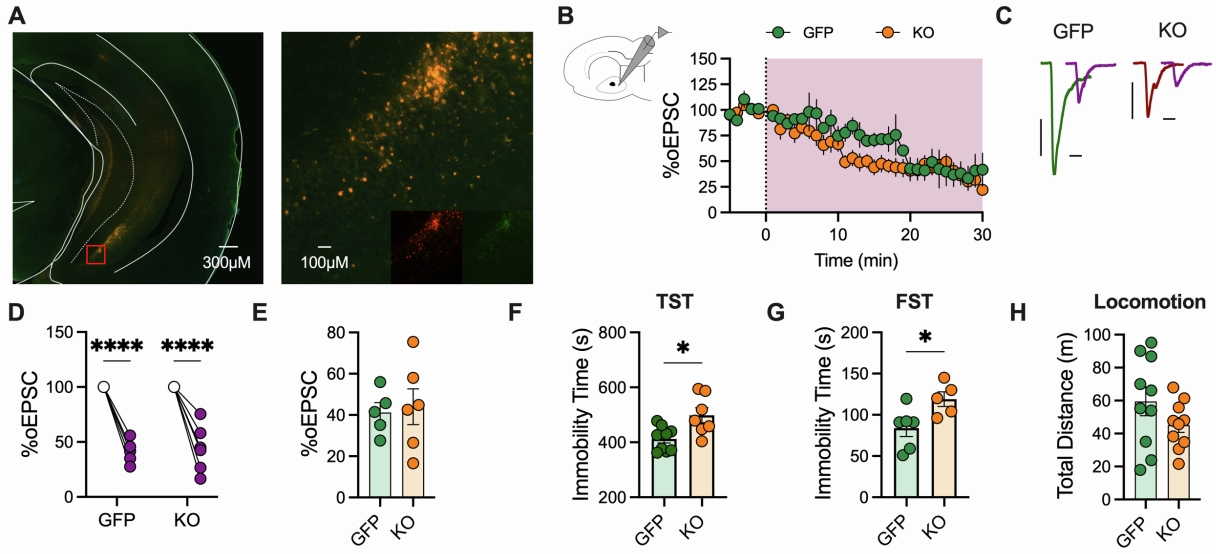 A
300µM
100µM
B
GFP
KO
%oEPSC
150
125
100
75
50
25
0
0
10
20
30
Time (min)
C
GFP
KO
D
%oEPSC
150
100
50
0
****
****
GFP
KO
E
%oEPSC
80
60
40
20
0
GFP
KO
F
TST
Immobility Time (s)
800
600
400
200
*
GFP
KO
G
FST
Immobility Time (s)
200
150
100
50
0
*
GFP
KO
H
Locomotion
Total Distance (m)
100
80
60
40
20
0
GFP
KO